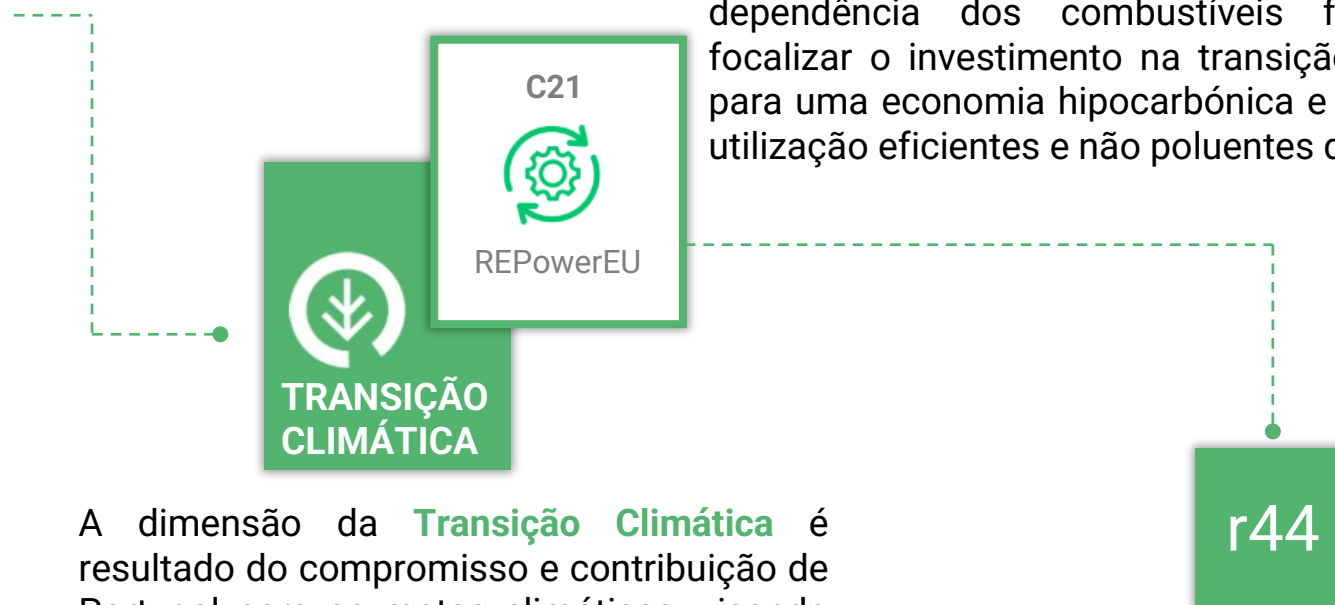 dependência dos combustíveis
focalizar o investimento na
para uma economia hipocarbónica e
utilização eficientes e não poluentes
C21
REPowerEU
TRANSIÇÃO
CLIMÁTICA
A dimensão da Transição Climática é
resultado do compromisso e contribuição de
r44